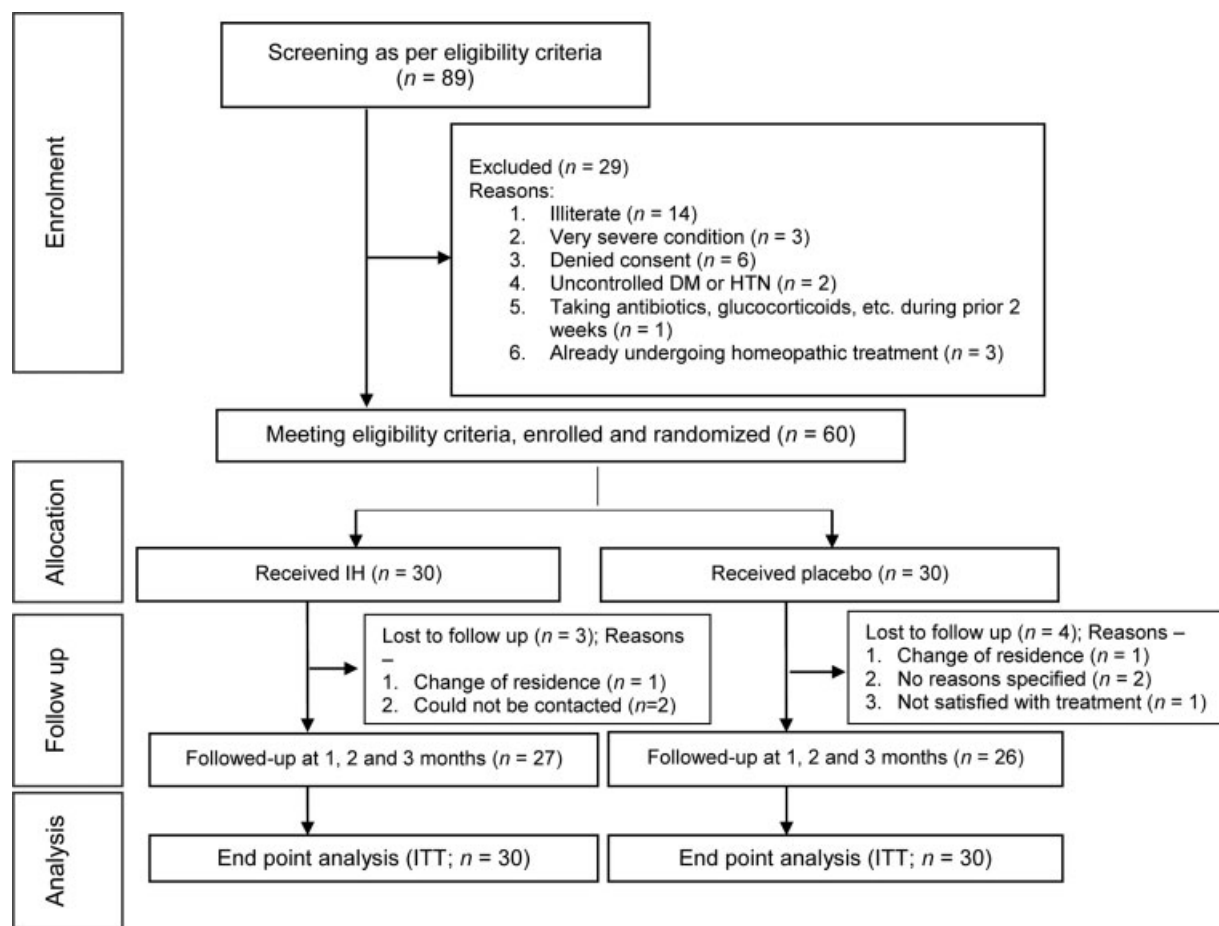 Enrolment
Screening as per eligibility criteria
(n = 89)
Excluded (n = 29)
Reasons:
1. Illiterate (n = 14)
2. Very severe condition (n = 3)
3. Denied consent (n = 6)
4. Uncontrolled DM or HTN (n = 2)
5. Taking antibiotics, glucocorticoids, etc. during prior 2
weeks (n = 1)
6. Already undergoing homeopathic treatment (n = 3)
Meeting eligibility criteria, enrolled and randomized (n = 60)
Allocation
Received IH (n = 30)
Received placebo (n = 30)
Follow up
Lost to follow up (n = 3); Reasons
–
1. Change of residence (n = 1)
2. Could not be contacted (n=2)
Lost to follow up (n = 4); Reasons –
1. Change of residence (n = 1)
2. No reasons specified (n = 2)
3. Not satisfied with treatment (n = 1)
Followed-up at 1, 2 and 3 months (n = 27)
Followed-up at 1, 2 and 3 months (n = 26)
Analysis
End point analysis (ITT; n = 30)
End point analysis (ITT; n = 30)